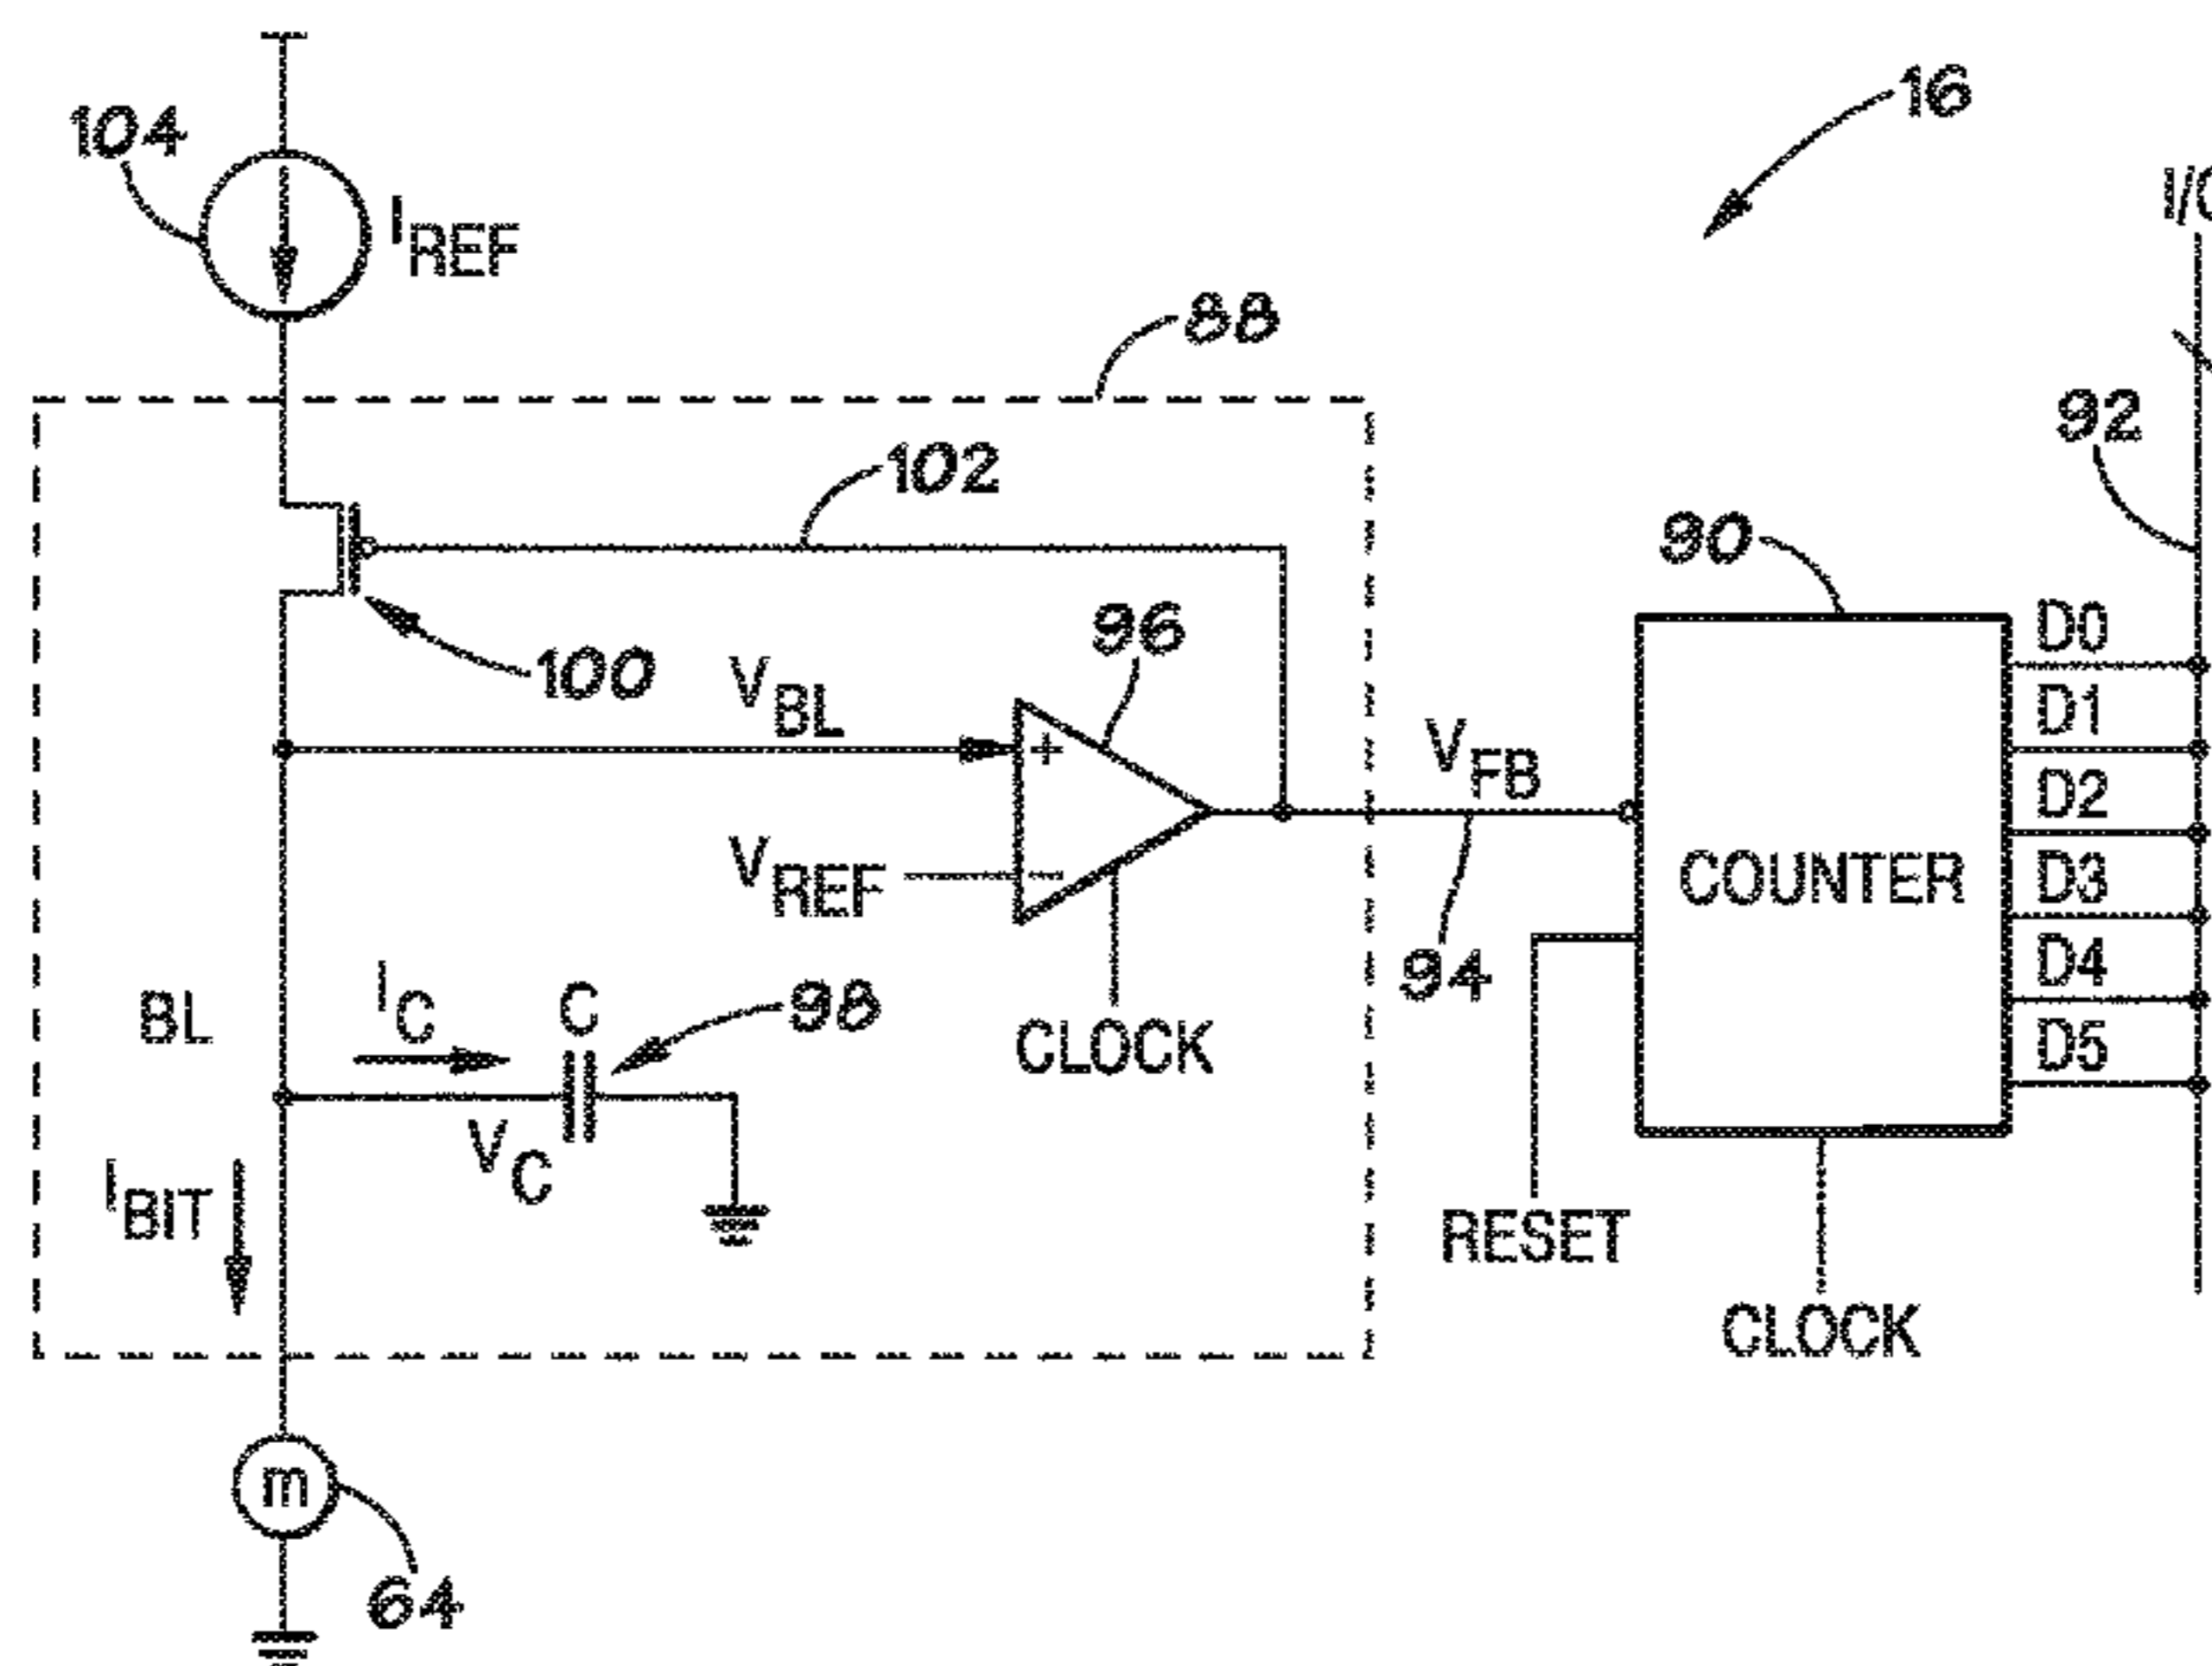 16
104
I/
IREF
88
92
102
90
96
100
VBL
D0
D1
VFB
D2
VREF
COUNTER
D3
94
D4
BL
IC
C
98
CLOCK
D5
VC
IBIT
RESET
CLOCK
m
64
+
-